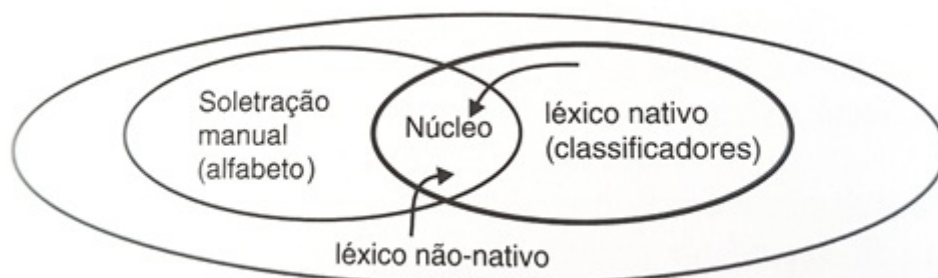 Soletração
manual
(alfabeto)
Núcleo
léxico nativo
(classificadores)
léxico não-nativo